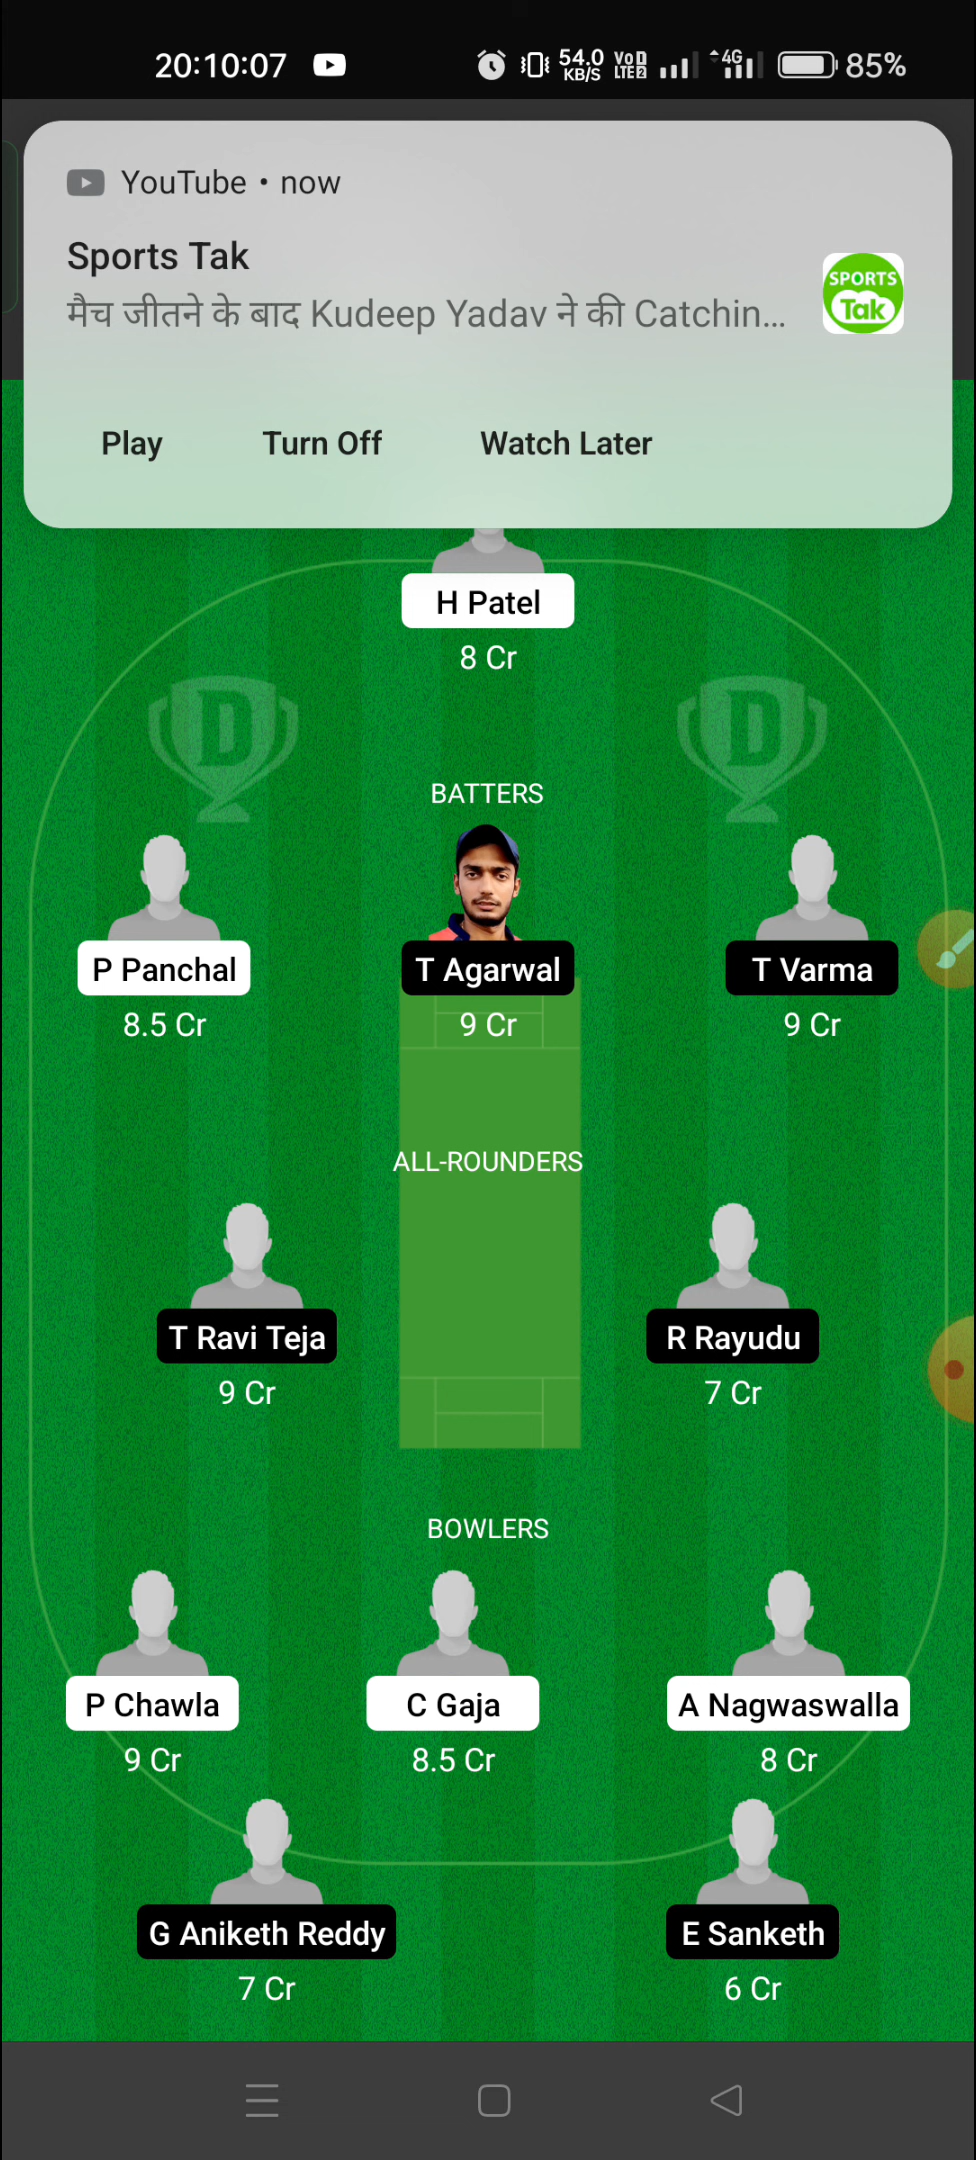 20:10:07 54.0 KB/S VoD LTE2 4G 85%
YouTube • now
Sports Tak
मैच जीतने के बाद Kudeep Yadav ने की Catchin...
SPORTS
Tak
Play Turn Off Watch Later
H Patel
8 Cr
D D
BATTERS
P Panchal T Agarwal T Varma
8.5 Cr 9 Cr 9 Cr
ALL-ROUNDERS
T Ravi Teja R Rayudu
9 Cr 7 Cr
BOWLERS
P Chawla C Gaja A Nagwaswalla
9 Cr 8.5 Cr 8 Cr
G Aniketh Reddy E Sanketh
7 Cr 6 Cr